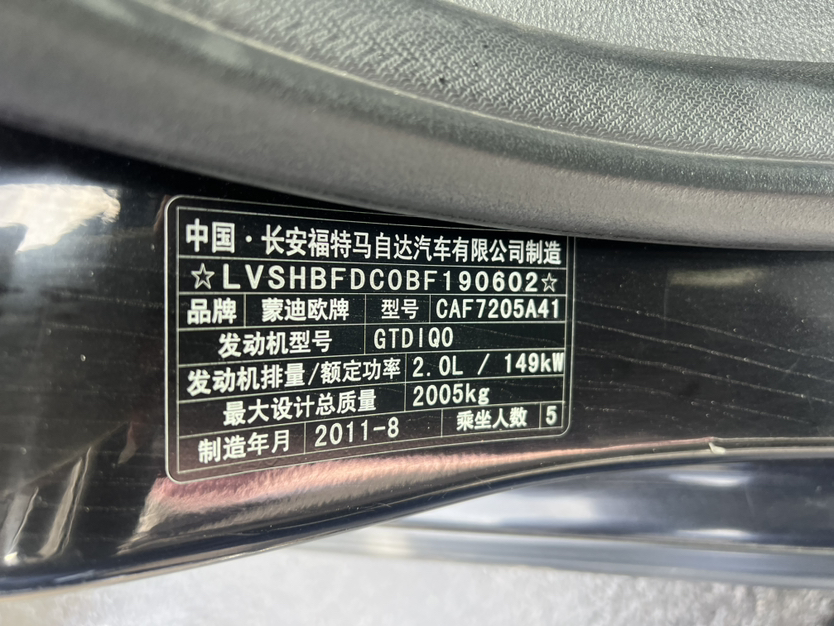 中国·长安福特马自达汽车有限公司制造
☆LVSHBFDC0BF190602☆
品牌 蒙迪欧牌 型号 CAF7205A41
发动机型号 GTDIQ0
发动机排量/额定功率 2.0L / 149kW
最大设计总质量 2005kg
制造年月 2011-8 乘坐人数 5